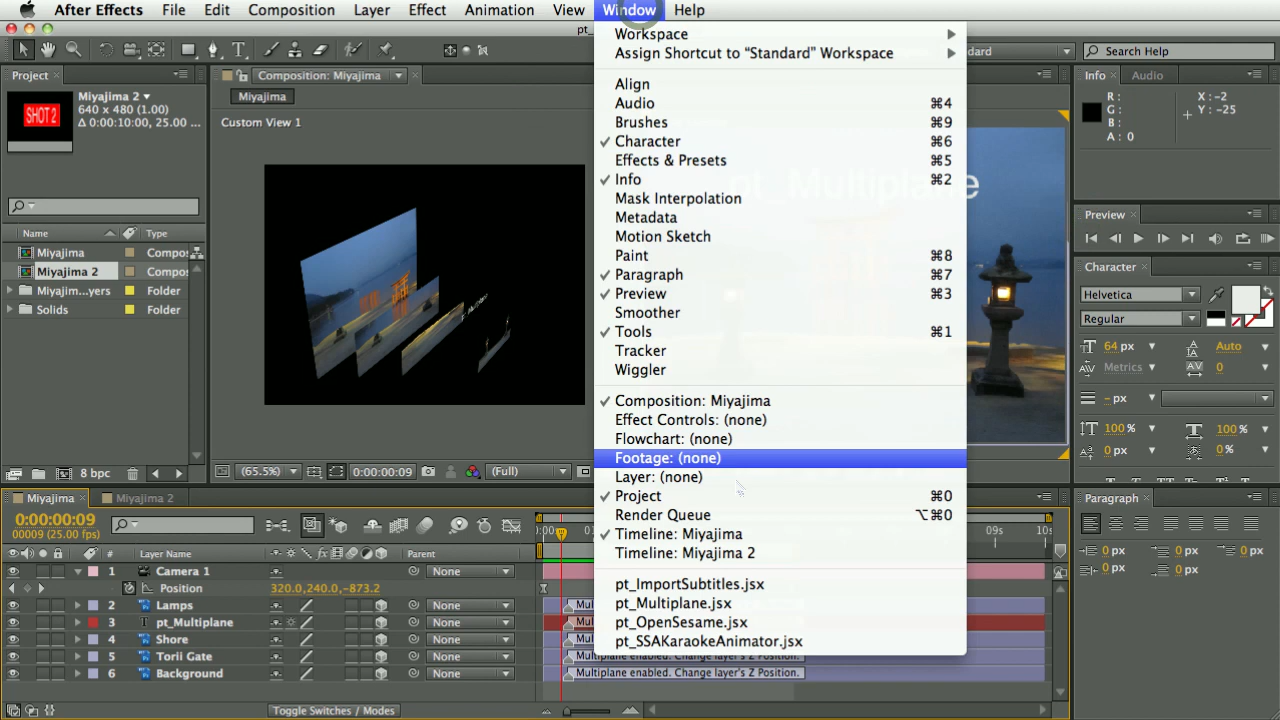 After Effects File Edit Composition Layer Effect Animation View Window Help
pt_
Workspace
Assign Shortcut to “Standard” Workspace
Align
Audio ⌘4
Brushes ⌘9
Character ⌘6
Effects & Presets ⌘5
Info ⌘2
Mask Interpolation
Metadata
Motion Sketch
Paint ⌘8
Paragraph ⌘7
Preview ⌘3
Smoother
Tools ⌘1
Tracker
Wiggler
Composition: Miyajima
Effect Controls: (none)
Flowchart: (none)
Footage: (none)
Layer: (none)
Project ⌘0
Render Queue ⌥⌘0
Timeline: Miyajima
Timeline: Miyajima 2
pt_ImportSubtitles.jsx
pt_Multiplane.jsx
pt_OpenSesame.jsx
pt_SSAKaraokeAnimator.jsx
dard
Search Help
Project
SHOT 2
Miyajima 2
640 x 480 (1.00)
Δ 0:00:10:00, 25.00 ...
Name Type
Miyajima Compos
Miyajima 2 Compos
Miyajim...yers Folder
Solids Folder
8 bpc
Composition: Miyajima
Miyajima
Custom View 1
(65.5%) 0:00:00:09 (Full)
pt_Multiplane
Info Audio
R : X : -2
G : Y : -25
B :
A : 0
Preview
Character
Helvetica
Regular
64 px Auto
Metrics 0
- px
100% 100%
0 px 0%
Paragraph
0 px 0 px 0 px
0 px 0 px
Miyajima Miyajima 2
0:00:00:09
00009 (25.00 fps)
:00 09s 10s
# Layer Name Parent
1 Camera 1 None
Position 320.0,240.0,-873.2
2 Lamps None
3 pt_Multiplane None
4 Shore None
5 Torii Gate None
6 Background None
Multiplane enabled. Change layer's Z Position.
Multiplane enabled. Change layer's Z Position.
Toggle Switches / Modes